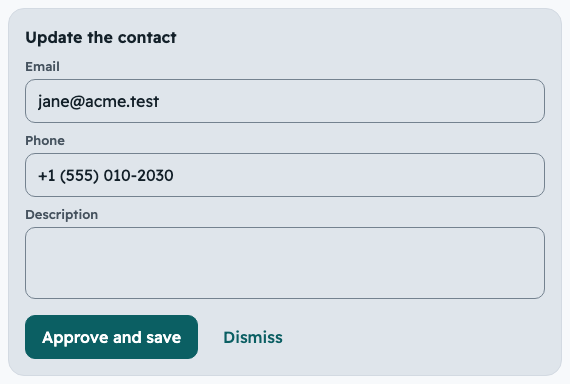 Update the contact
Email
jane@acme.test
Phone
+1 (555) 010-2030
Description
Approve and save
Dismiss